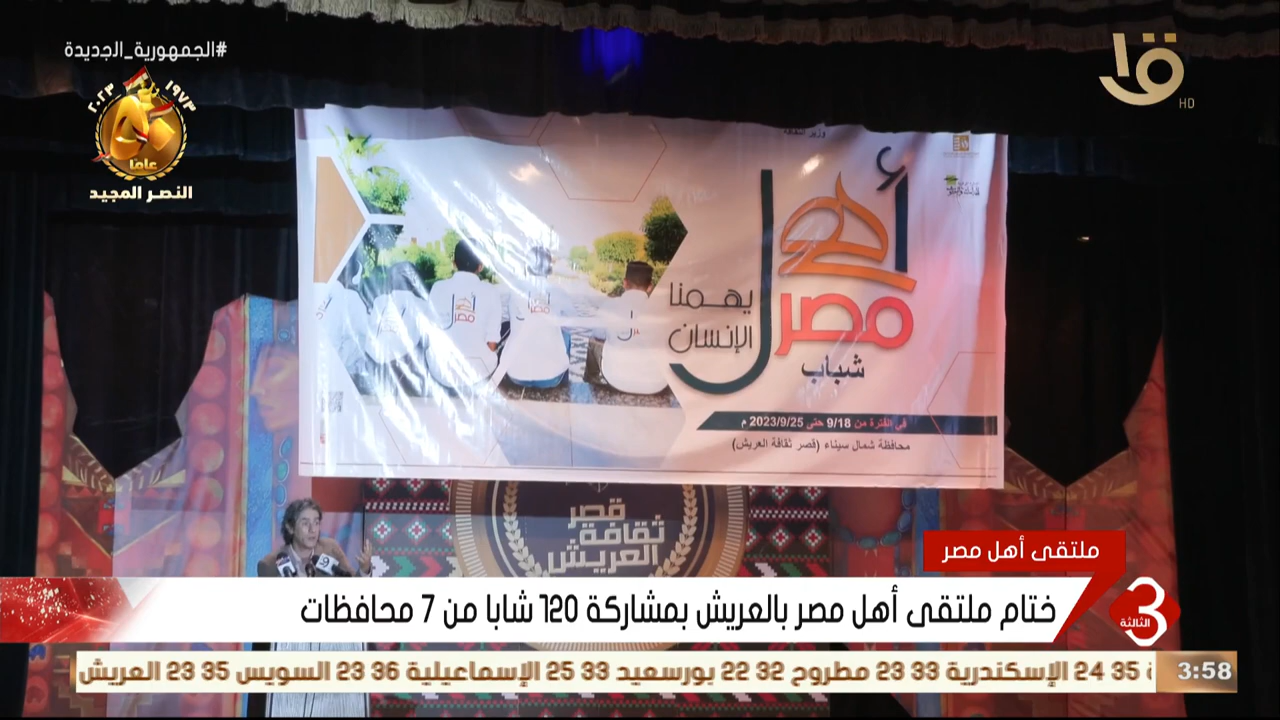 #الجمهورية_الجديدة
١٩٧٣ ٢٠٢٣
٥٠
عامًا
النصر المجيد
HD
أهل
مصر
يهمنا
الإنسان
شباب
في الفترة من 9/18 حتى 2023/9/25 م
محافظة شمال سيناء (قصر ثقافة العريش)
قصر
ثقافة
العريش
ملتقى أهل مصر
ختام ملتقى أهل مصر بالعريش بمشاركة 120 شابا من 7 محافظات
3
الثالثة
35 24 الإسكندرية 33 23 مطروح 32 22 بورسعيد 33 25 الإسماعيلية 36 23 السويس 35 23 العريش
3:58